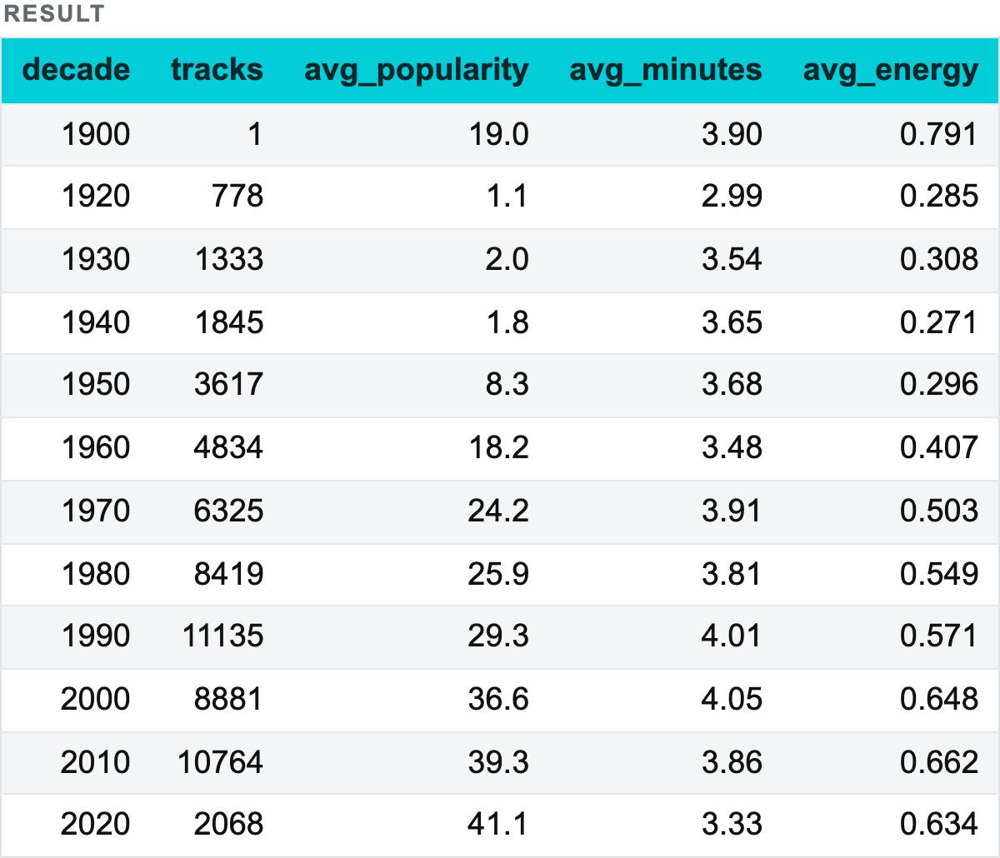 RESULT
decade tracks avg_popularity avg_minutes avg_energy
1900 1 19.0 3.90 0.791
1920 778 1.1 2.99 0.285
1930 1333 2.0 3.54 0.308
1940 1845 1.8 3.65 0.271
1950 3617 8.3 3.68 0.296
1960 4834 18.2 3.48 0.407
1970 6325 24.2 3.91 0.503
1980 8419 25.9 3.81 0.549
1990 11135 29.3 4.01 0.571
2000 8881 36.6 4.05 0.648
2010 10764 39.3 3.86 0.662
2020 2068 41.1 3.33 0.634